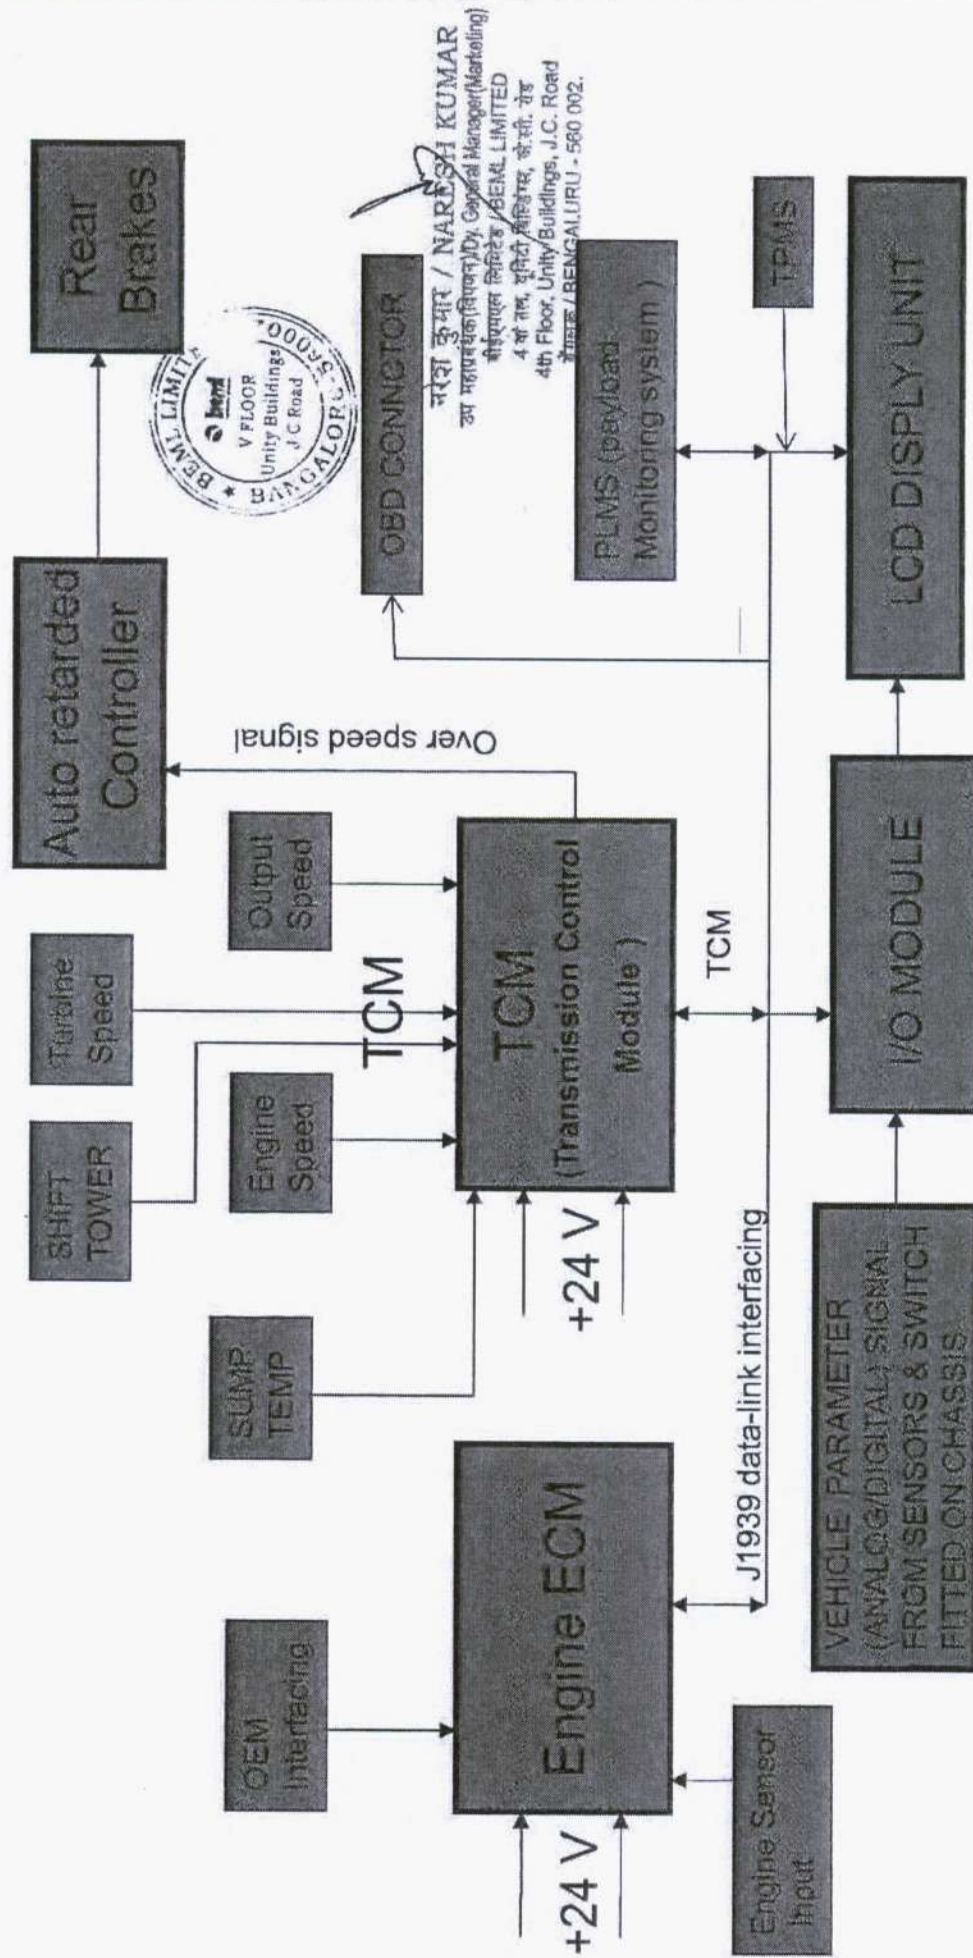 Rear
Brakes
Auto retarded
Controller
BEML LIMITE
beml
V FLOOR
Unity Buildings
J C Road
★ BANGALORE-56000
OBD CONNCTOR
नरेश कुमार / NARESH KUMAR
उप महाप्रबंधक(विपणन)/Dy. General Manager(Marketing)
बीईएमएल लिमिटेड / BEML LIMITED
4th Floor, Unity Buildings, J.C. Road
/ BENGALURU - 560 002.
Over speed signal
Turbine
Speed
SHIFT
TOWER
Output
Speed
TCM
Engine
Speed
SUMP
TEMP
TCM
(Transmission Control
Module )
+24 V
TCM
PLMS (payload
Monitoring system )
TPMS
LCD DISPLY UNIT
OEM
Interfacing
Engine ECM
+24 V
Engine Sensor
Input
J1939 data-link interfacing
I/O MODULE
VEHICLE PARAMETER
(ANALOG/DIGITAL) SIGNAL
FROM SENSORS & SWITCH
FITTED ON CHASSIS.